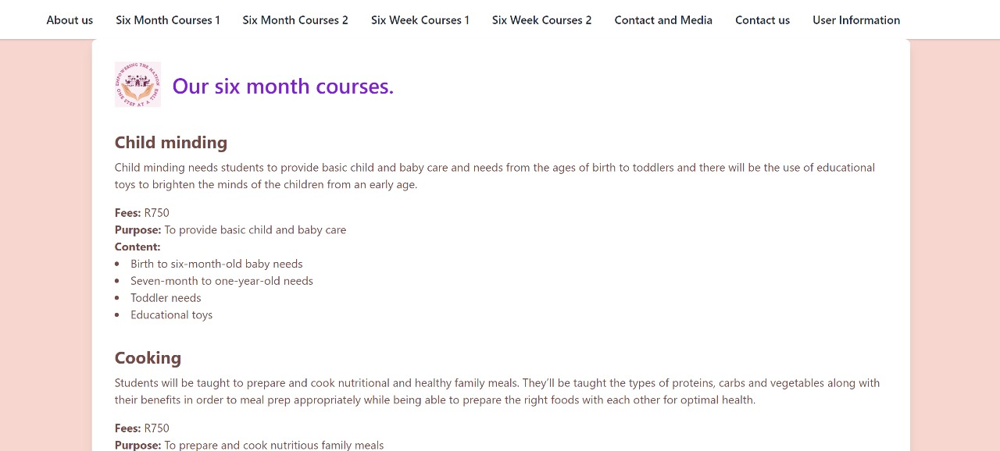 About us Six Month Courses 1 Six Month Courses 2 Six Week Courses 1 Six Week Courses 2 Contact and Media Contact us User Information
EMPOWERING THE NATION
ONE STEP AT A TIME
Our six month courses.
Child minding
Child minding needs students to provide basic child and baby care and needs from the ages of birth to toddlers and there will be the use of educational
toys to brighten the minds of the children from an early age.
Fees: R750
Purpose: To provide basic child and baby care
Content:
• Birth to six-month-old baby needs
• Seven-month to one-year-old needs
• Toddler needs
• Educational toys
Cooking
Students will be taught to prepare and cook nutritional and healthy family meals. They’ll be taught the types of proteins, carbs and vegetables along with
their benefits in order to meal prep appropriately while being able to prepare the right foods with each other for optimal health.
Fees: R750
Purpose: To prepare and cook nutritious family meals